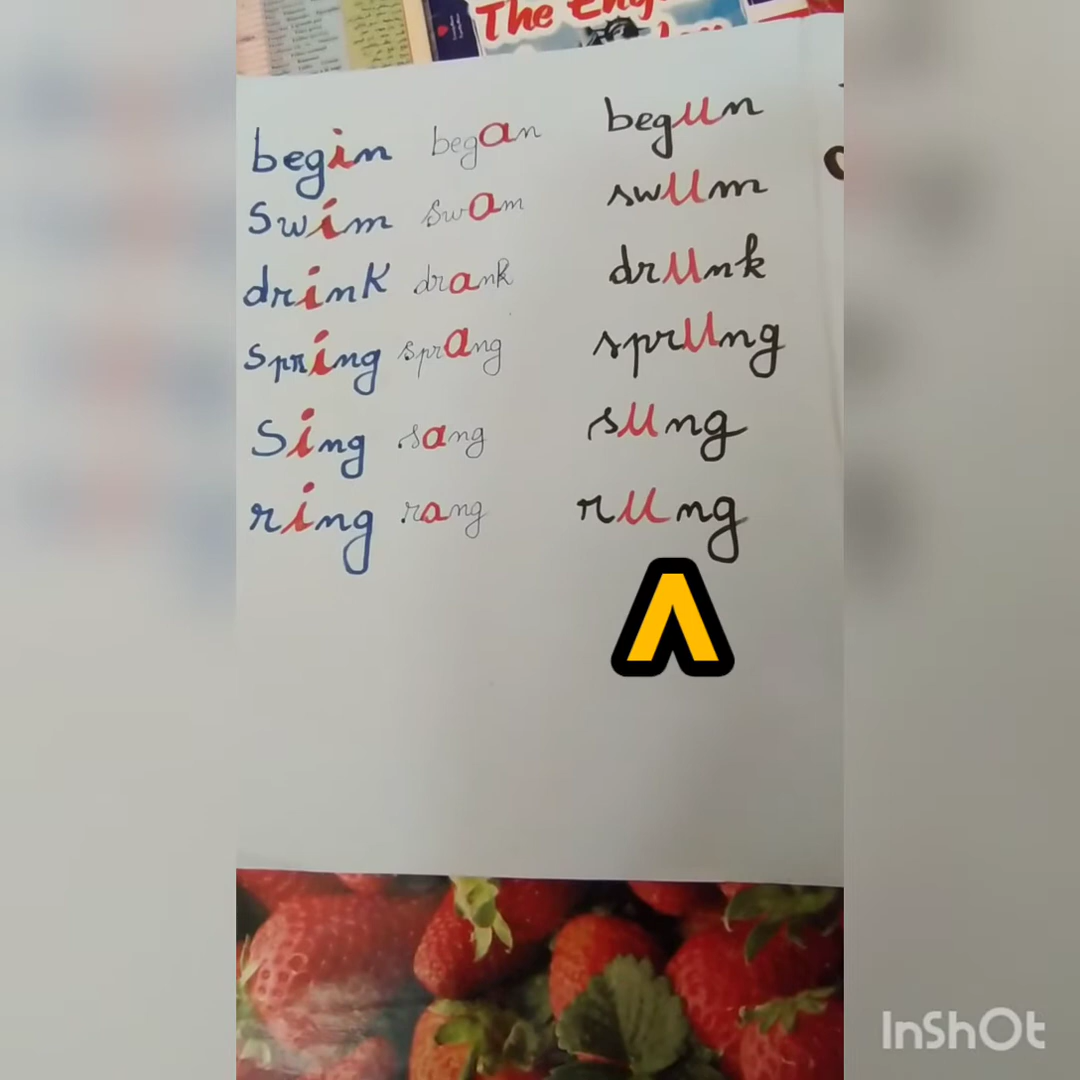 The Eng
begin began begun
swim swam swum
drink drank drunk
spring sprang sprung
sing sang sung
ring rang rung
Λ
InShOt